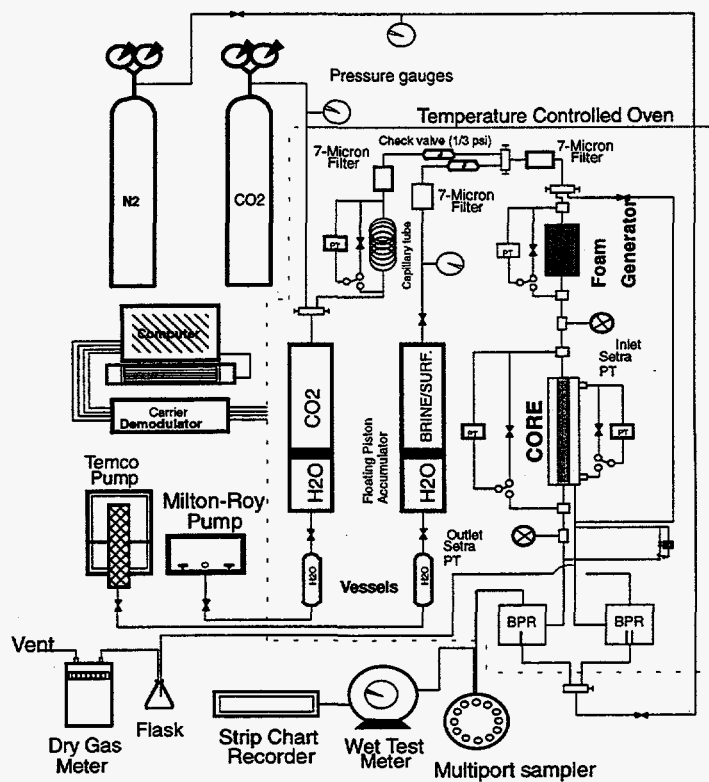 Pressure gauges
Temperature Controlled Oven
Check valve (1/3 psi)
7-Micron
Filter
7-Micron
Filter
7-Micron
Filter
N2
CO2
PT
Capillary tube
PT
Foam
Generator
Computer
Carrier
Demodulator
Inlet
Setra
PT
CO2
H2O
Floating Piston
Accumulator
BRINE/SURF.
H2O
PT
CORE
PT
Temco
Pump
Milton-Roy
Pump
Outlet
Setra
PT
H2O
Vessels
H2O
BPR
BPR
Vent
Flask
Dry Gas
Meter
Strip Chart
Recorder
Wet Test
Meter
Multiport sampler